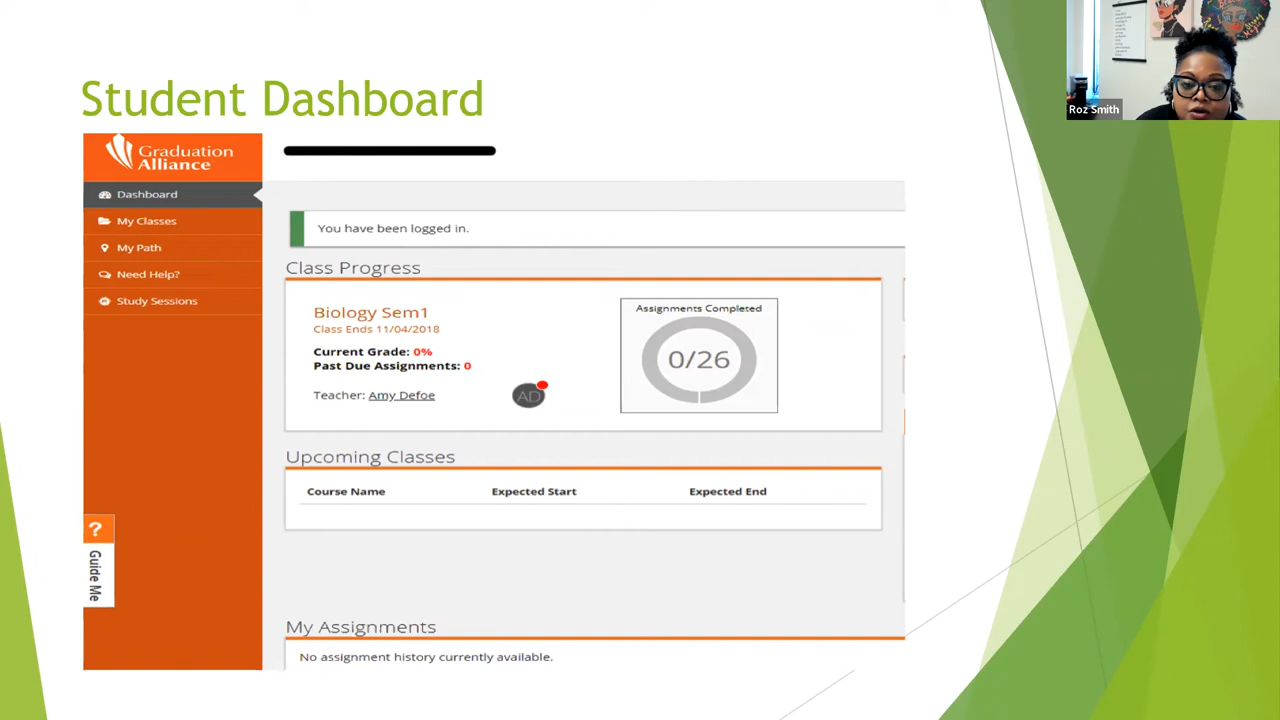 Student Dashboard
Roz Smith
Graduation
Alliance
Dashboard
My Classes
My Path
Need Help?
Study Sessions
? Guide Me
You have been logged in.
Class Progress
Biology Sem1
Class Ends 11/04/2018
Current Grade: 0%
Past Due Assignments: 0
Teacher: Amy Defoe
AD
Assignments Completed
0/26
Upcoming Classes
Course Name Expected Start Expected End
My Assignments
No assignment history currently available.